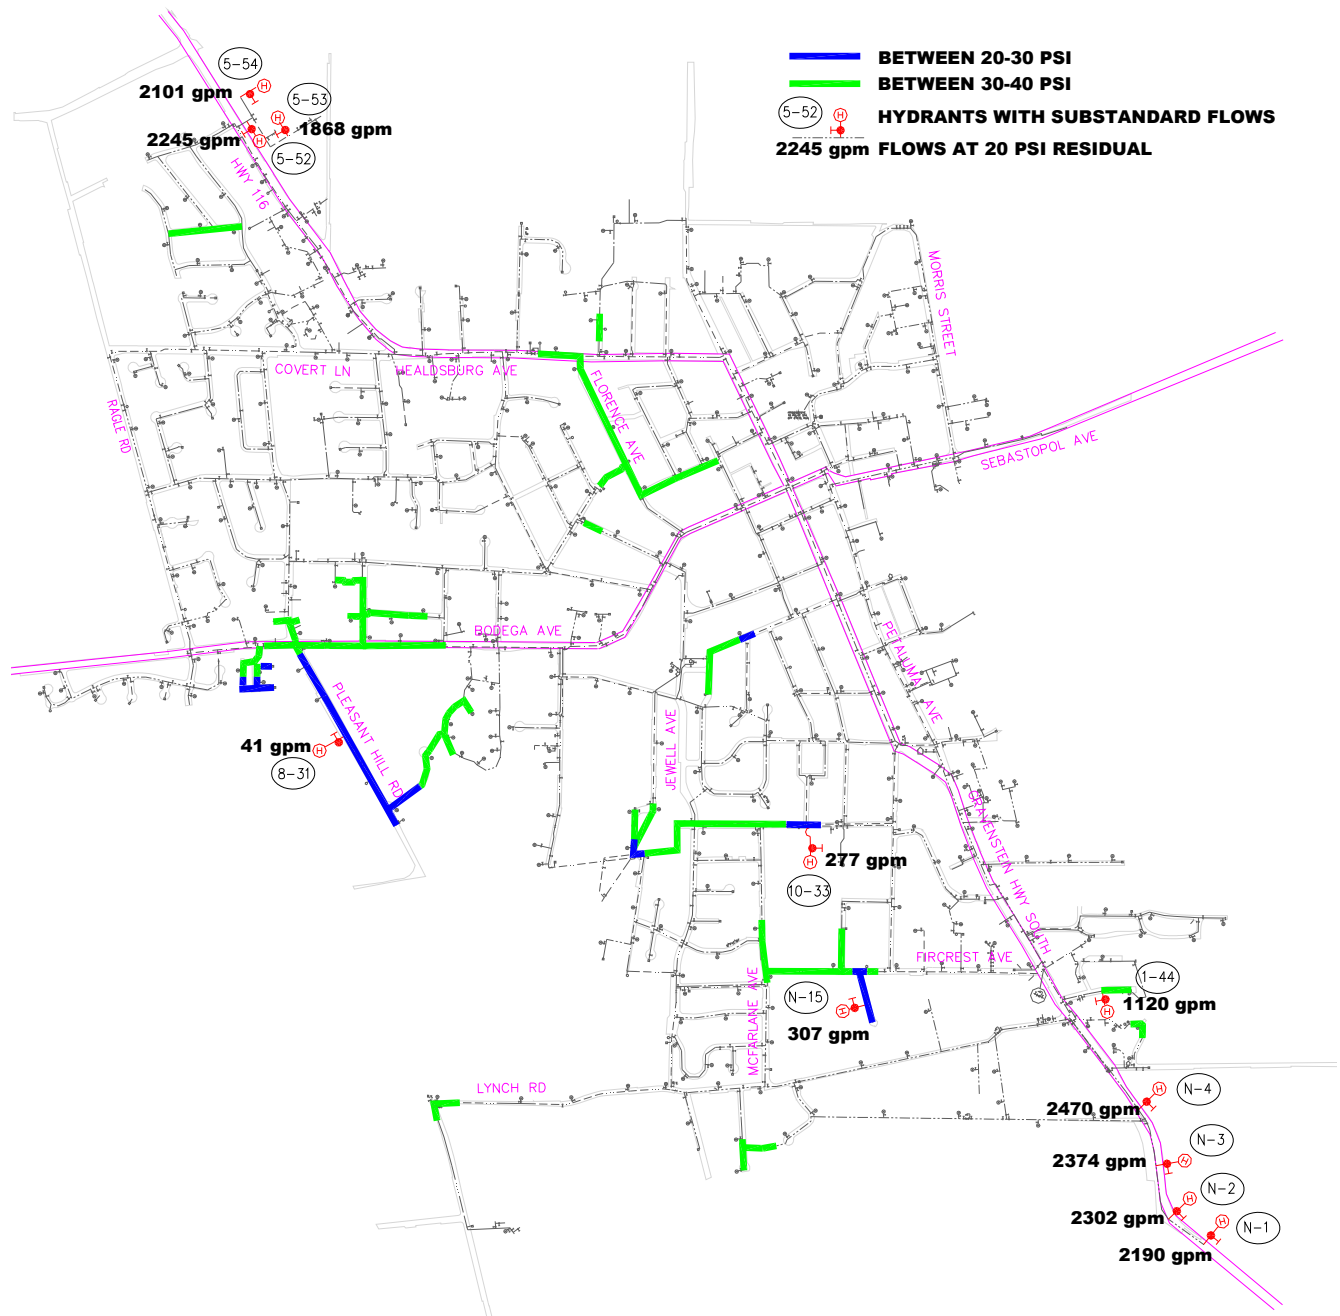 5-54
BETWEEN 20-30 PSI
2101 gpm
H
BETWEEN 30-40 PSI
5-53
5-52
H
HYDRANTS WITH SUBSTANDARD FLOWS
H
1868 gpm
2245 gpm
H
2245 gpm FLOWS AT 20 PSI RESIDUAL
5-52
HWY 116
MORRIS STREET
COVERT LN
HEALDSBURG AVE
FLORENCE AVE
RAGLE RD
SEBASTOPOL AVE
BODEGA AVE
PETALUMA AVE
PLEASANT HILL RD
JEWELL AVE
41 gpm
H
8-31
GRAVENSTEIN HWY SOUTH
277 gpm
H
10-33
FIRCREST AVE
1-44
N-15
MCFARLANE AVE
1120 gpm
H
H
307 gpm
LYNCH RD
N-4
H
2470 gpm
N-3
2374 gpm
H
N-2
H
2302 gpm
N-1
H
2190 gpm